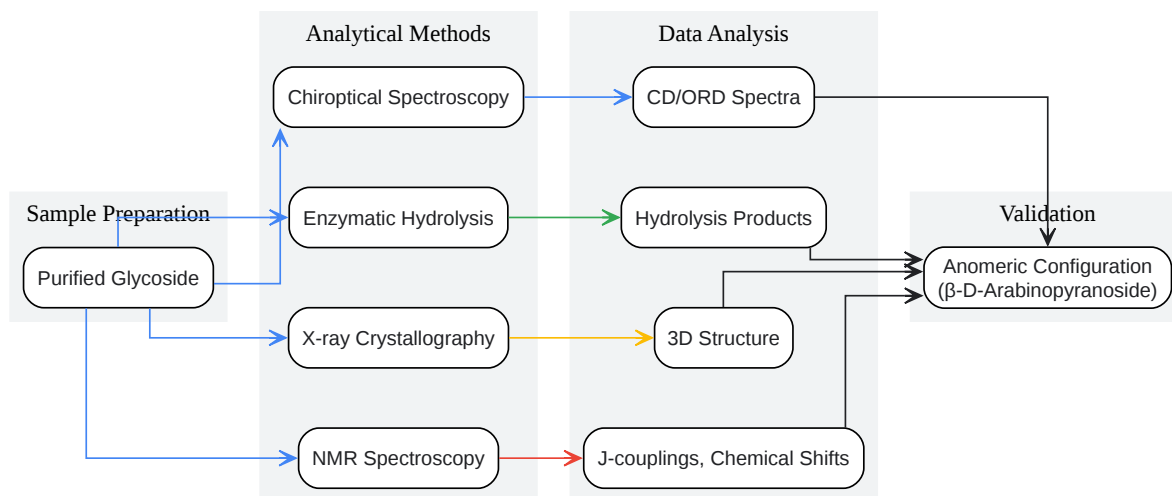 Analytical Methods
Data Analysis
Chiroptical Spectroscopy
CD/ORD Spectra
Sample Preparation
Enzymatic Hydrolysis
Hydrolysis Products
Validation
Purified Glycoside
Anomeric Configuration
(β-D-Arabinopyranoside)
X-ray Crystallography
3D Structure
NMR Spectroscopy
J-couplings, Chemical Shifts